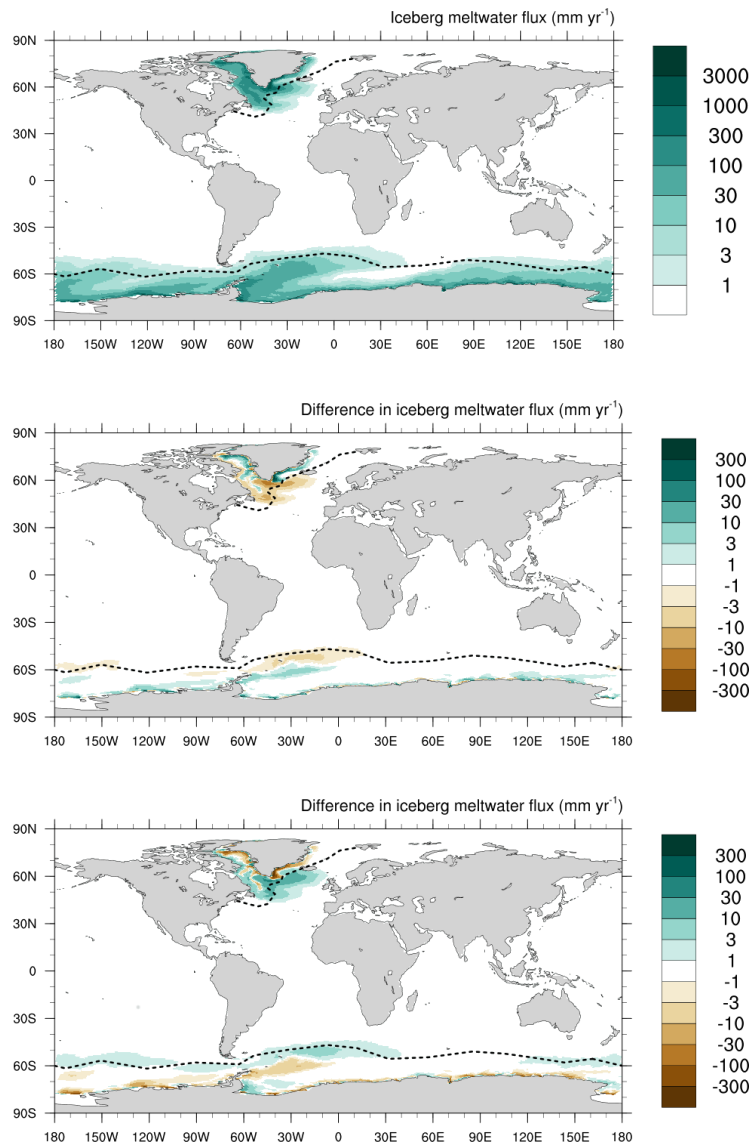 Iceberg meltwater flux (mm yr-1)
90N
60N
30N
0
30S
60S
90S
180 150W 120W 90W 60W 30W 0 30E 60E 90E 120E 150E 180
3000
1000
300
100
30
10
3
1
Difference in iceberg meltwater flux (mm yr-1)
90N
60N
30N
0
30S
60S
90S
180 150W 120W 90W 60W 30W 0 30E 60E 90E 120E 150E 180
300
100
30
10
3
1
-1
-3
-10
-30
-100
-300
Difference in iceberg meltwater flux (mm yr-1)
90N
60N
30N
0
30S
60S
90S
180 150W 120W 90W 60W 30W 0 30E 60E 90E 120E 150E 180
300
100
30
10
3
1
-1
-3
-10
-30
-100
-300